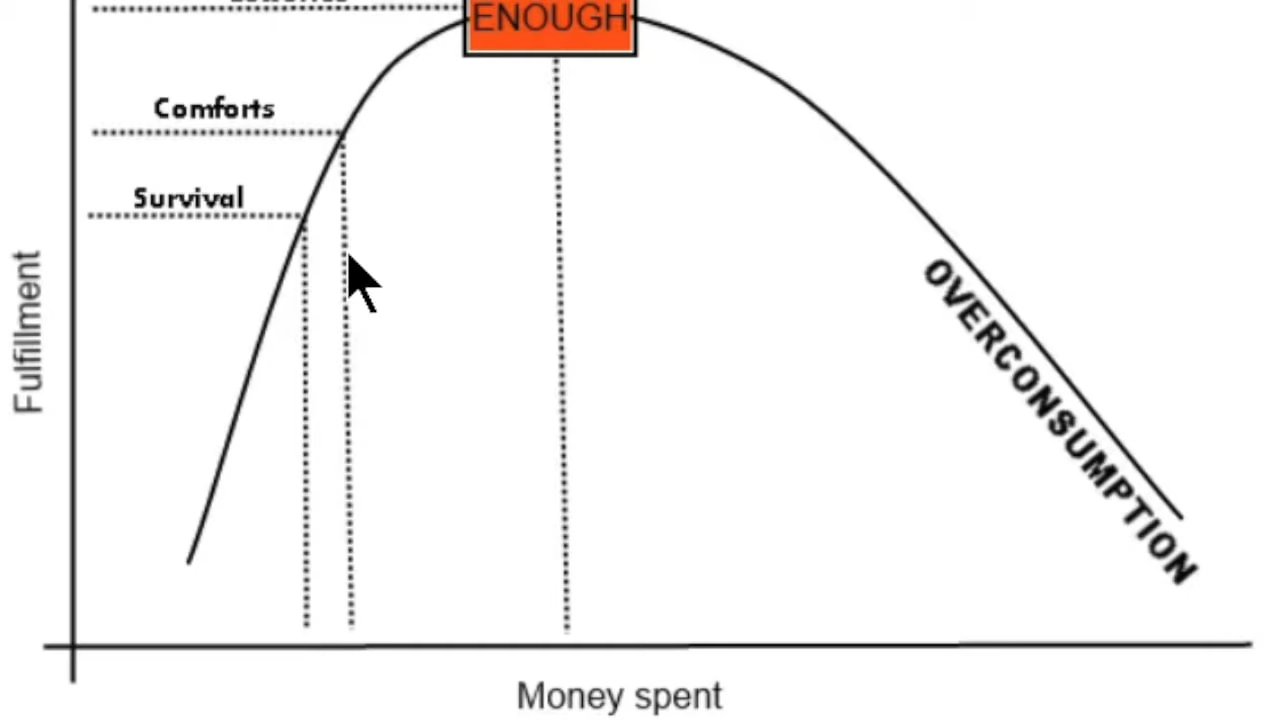 ENOUGH
Comforts
Survival
Fulfillment
OVERCONSUMPTION
Money spent